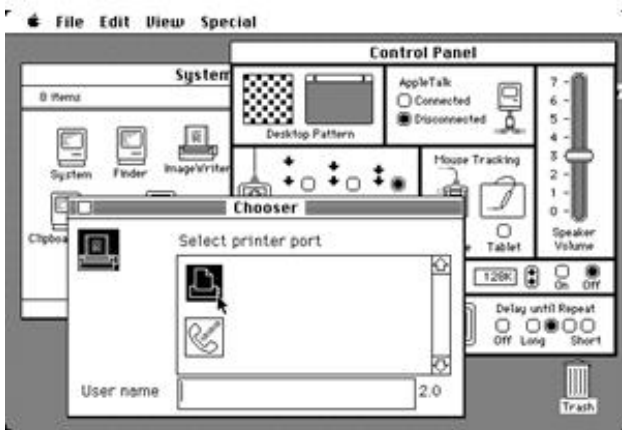 File Edit View Special
Control Panel
System
8 items
AppleTalk
Connected
Disconnected
Desktop Pattern
7
6
5
4
3
2
1
0
Mouse Tracking
System Finder ImageWriter
Tablet
Speaker
Volume
Chooser
Select printer port
128K
On Off
Delay until Repeat
Off Long Short
User name
2.0
Trash